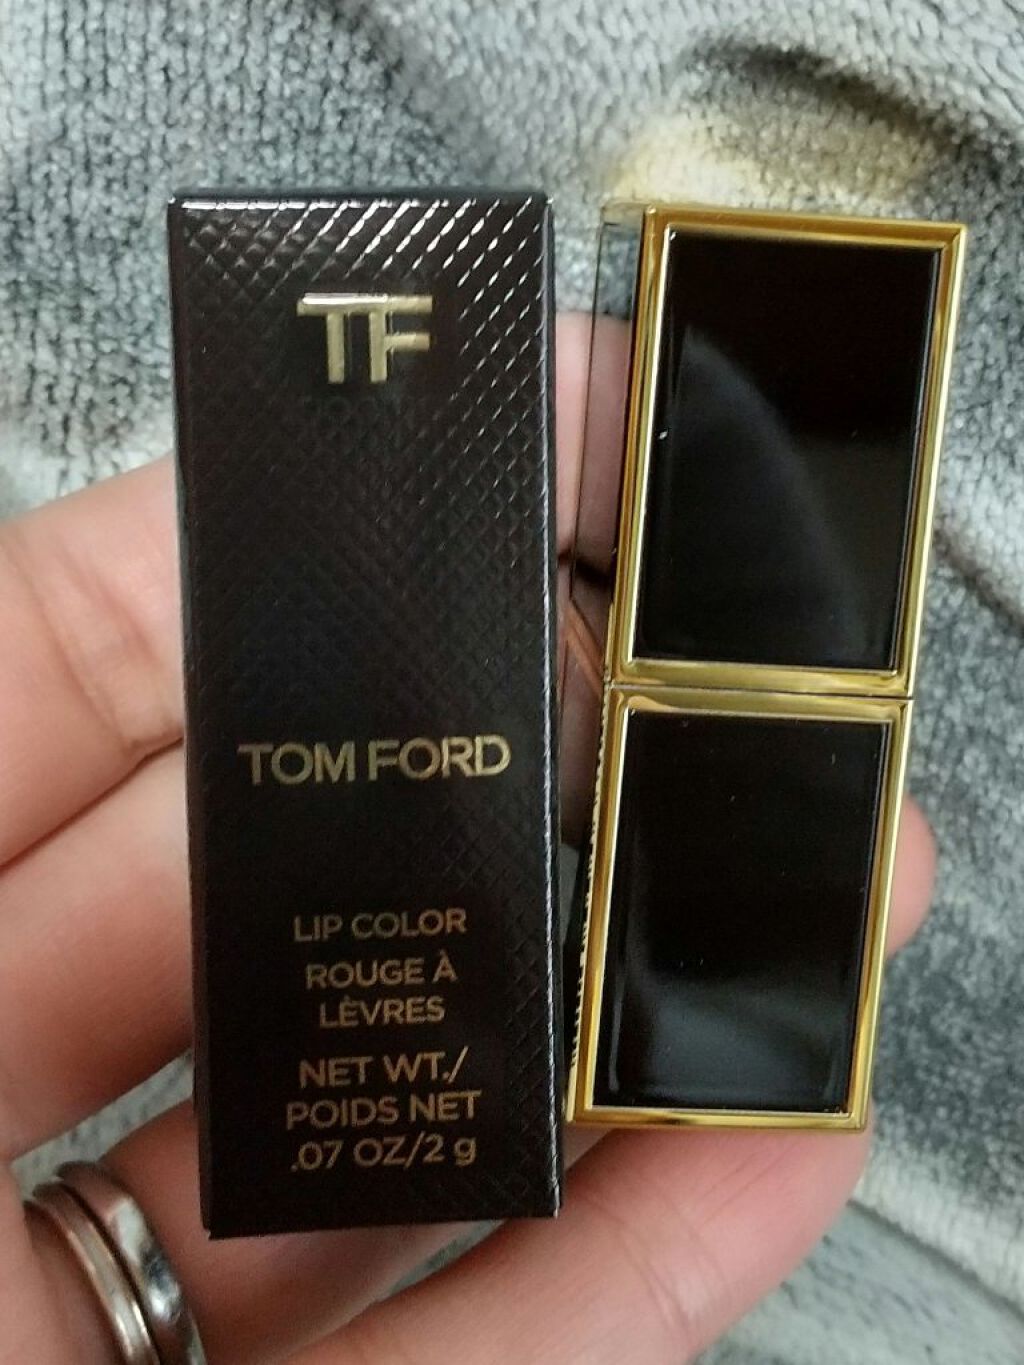 TF
TOM FORD
LIP COLOR
ROUGE À
LÈVRES
NET WT./
POIDS NET
.07 OZ/2 g